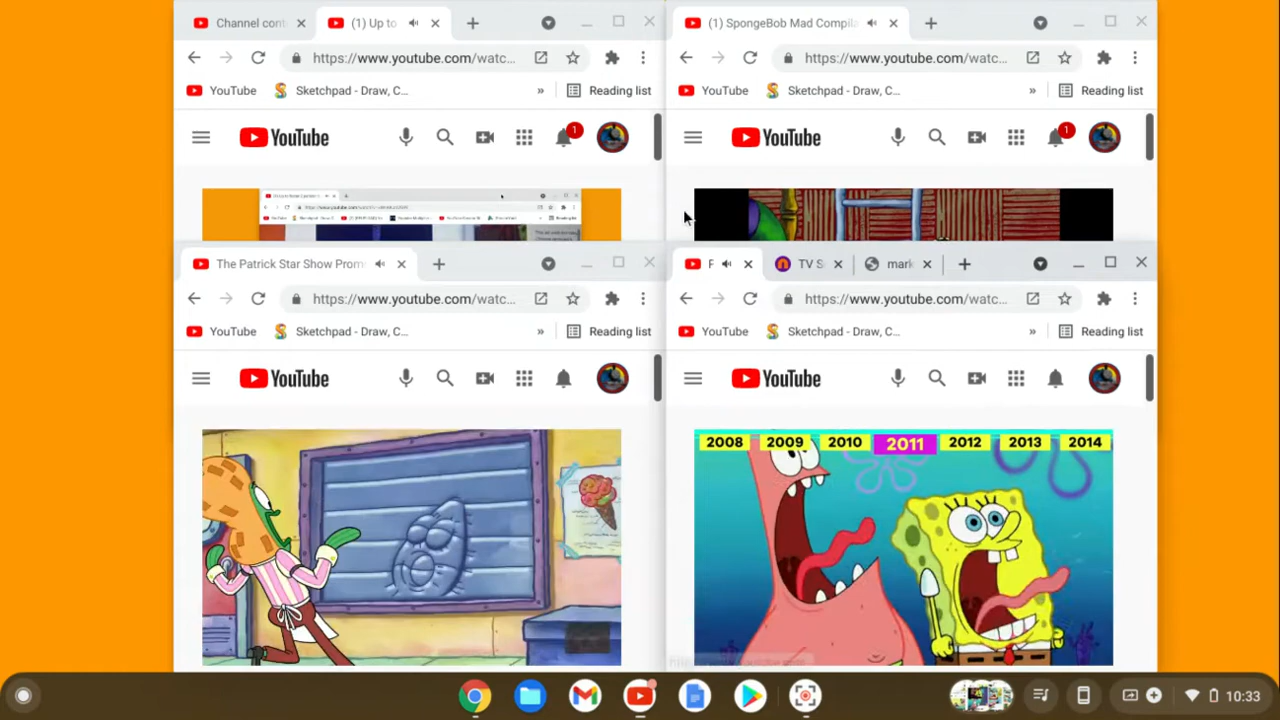 Channel cont
(1) Up to
https://www.youtube.com/watc...
YouTube
Sketchpad - Draw, C...
»
Reading list
YouTube
1
(1) SpongeBob Mad Compila
https://www.youtube.com/watc...
YouTube
Sketchpad - Draw, C...
»
Reading list
YouTube
1
The Patrick Star Show Prom
https://www.youtube.com/watc...
YouTube
Sketchpad - Draw, C...
»
Reading list
YouTube
F
TV S
mark
https://www.youtube.com/watc...
YouTube
Sketchpad - Draw, C...
»
Reading list
YouTube
2008 2009 2010 2011 2012 2013 2014
10:33